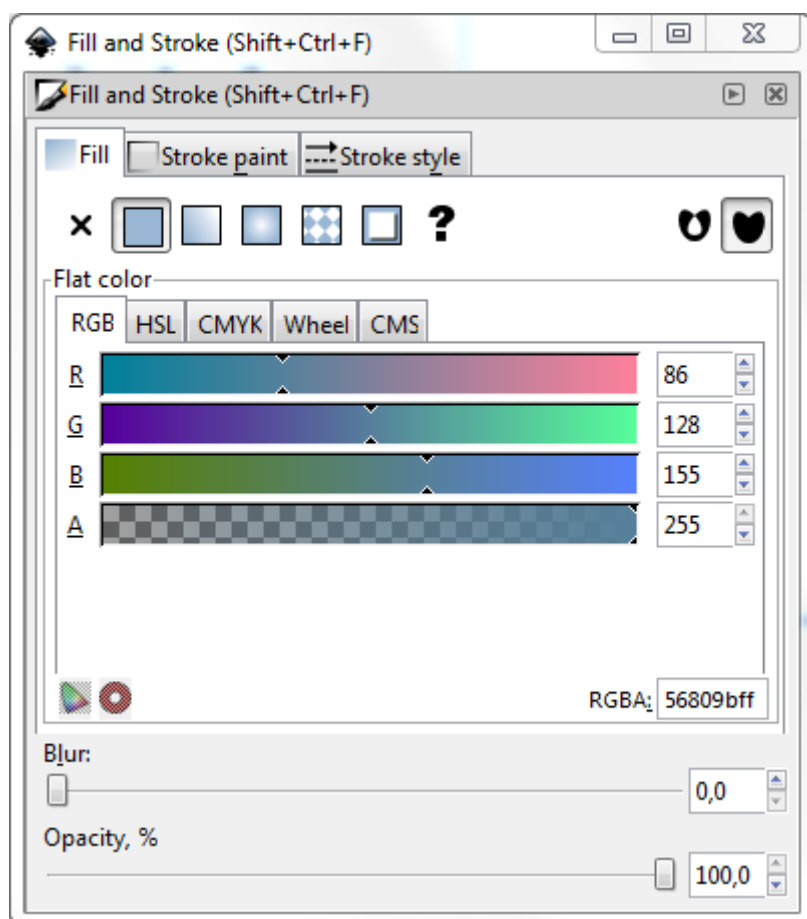 Fill and Stroke (Shift+Ctrl+F)
Fill and Stroke (Shift+Ctrl+F)
Fill Stroke paint Stroke style
?
Flat color
RGB HSL CMYK Wheel CMS
R 86
G 128
B 155
A 255
RGBA: 56809bff
Blur:
0,0
Opacity, %
100,0